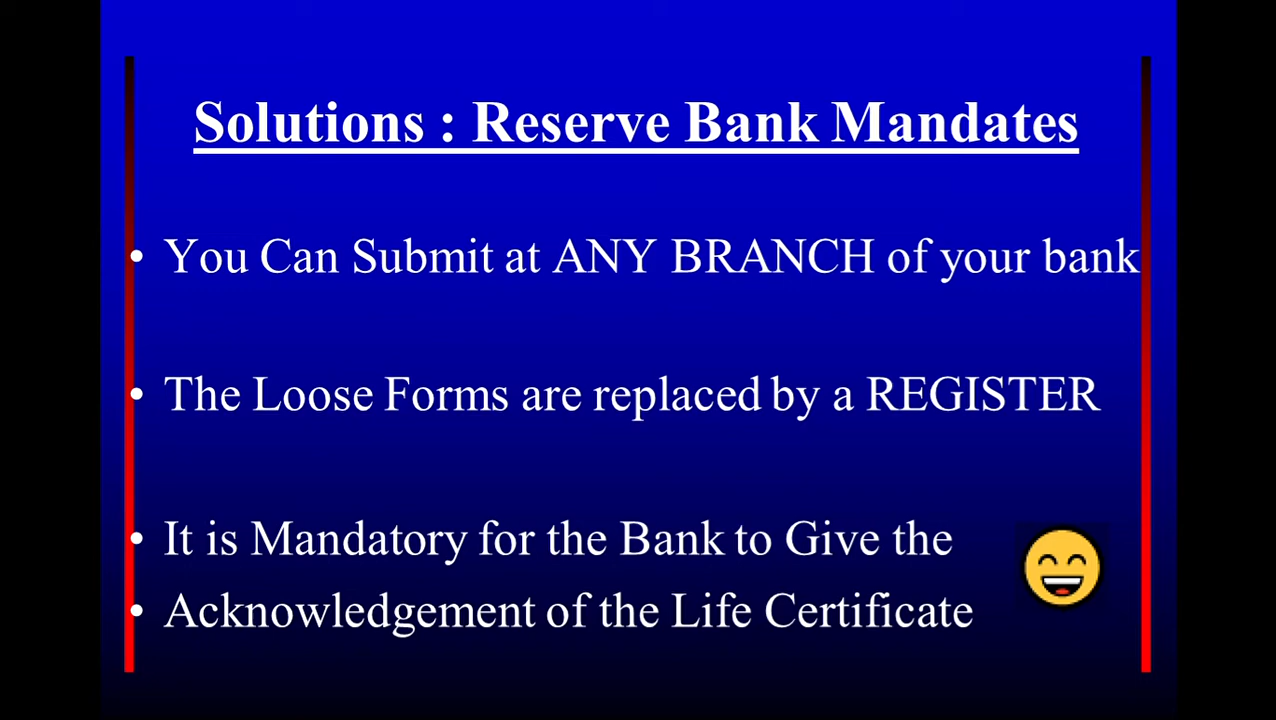 Solutions : Reserve Bank Mandates
• You Can Submit at ANY BRANCH of your bank
• The Loose Forms are replaced by a REGISTER
• It is Mandatory for the Bank to Give the
• Acknowledgement of the Life Certificate